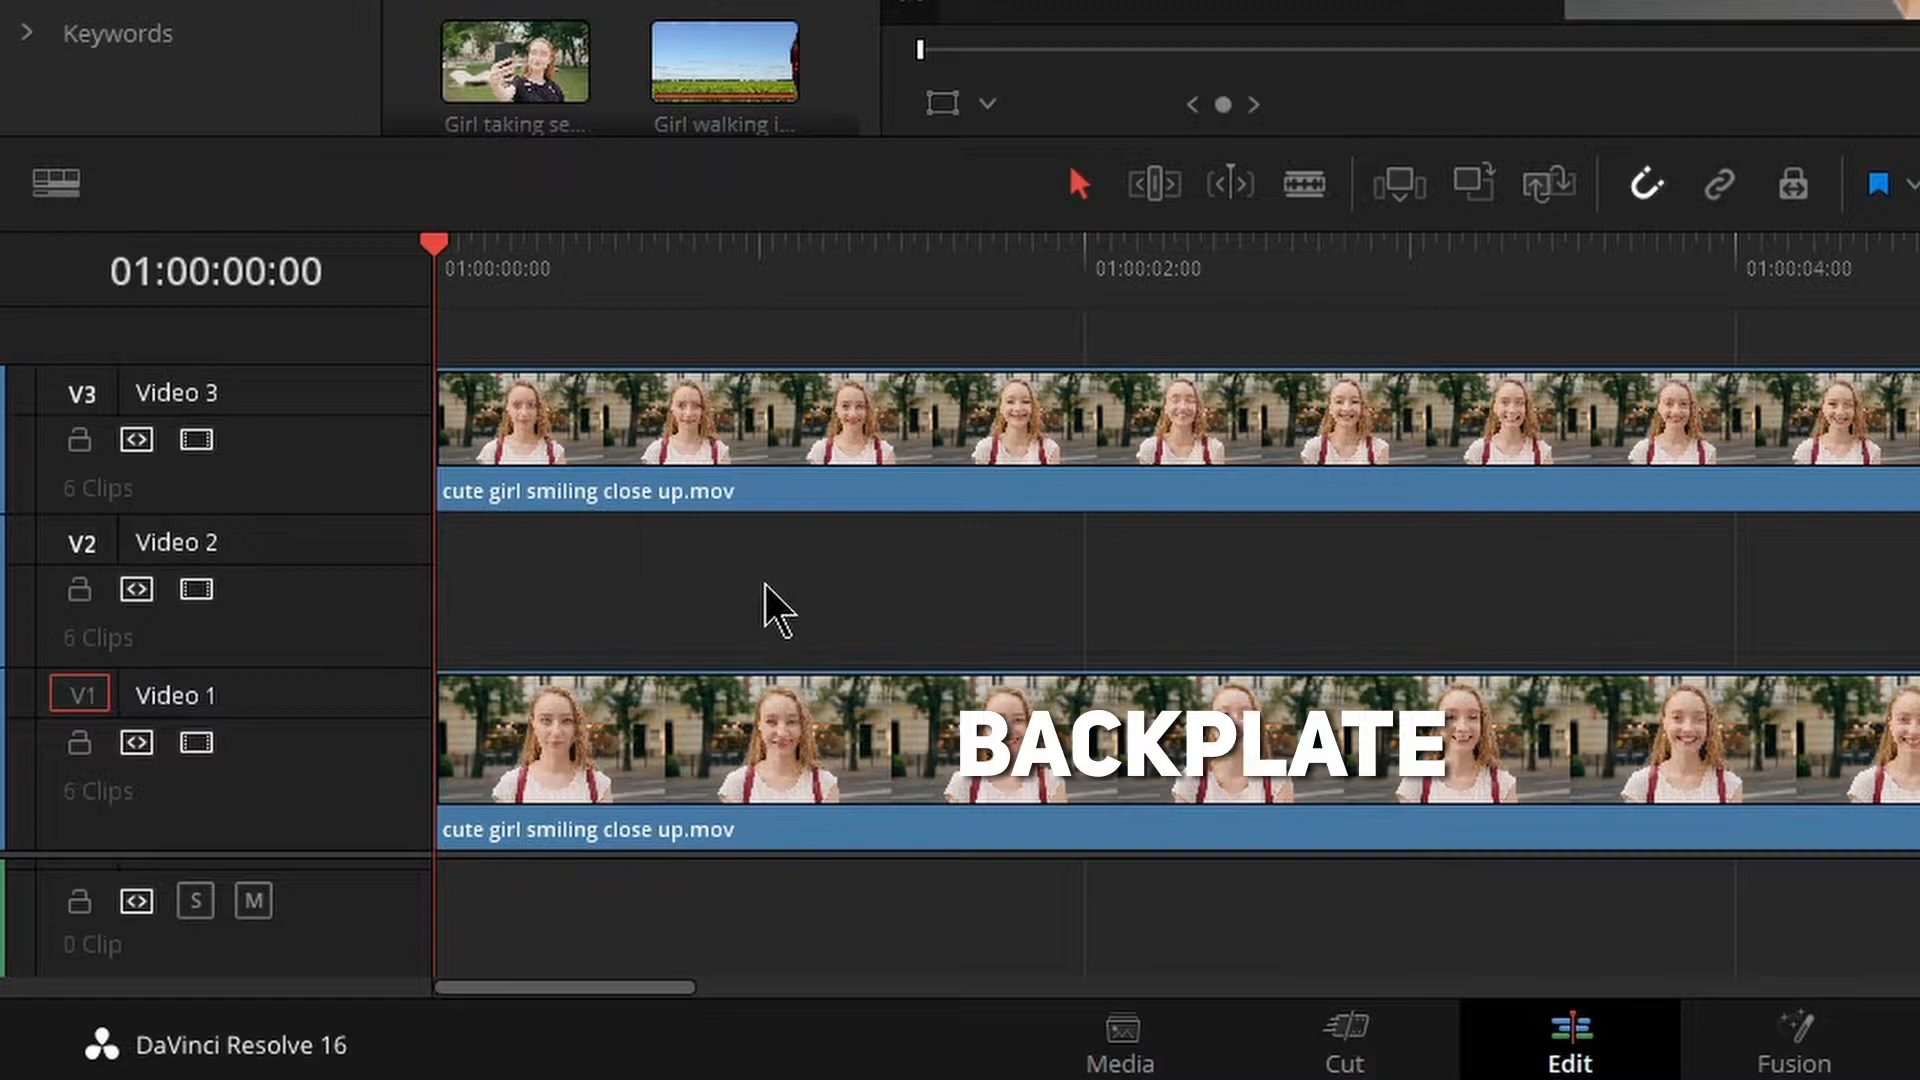 Keywords
Girl taking se...
Girl walking i...
01:00:00:00
01:00:00:00
01:00:02:00
01:00:04:00
V3
Video 3
6 Clips
cute girl smiling close up.mov
V2
Video 2
6 Clips
V1
Video 1
6 Clips
BACKPLATE
cute girl smiling close up.mov
S
M
0 Clip
DaVinci Resolve 16
Media
Cut
Edit
Fusion